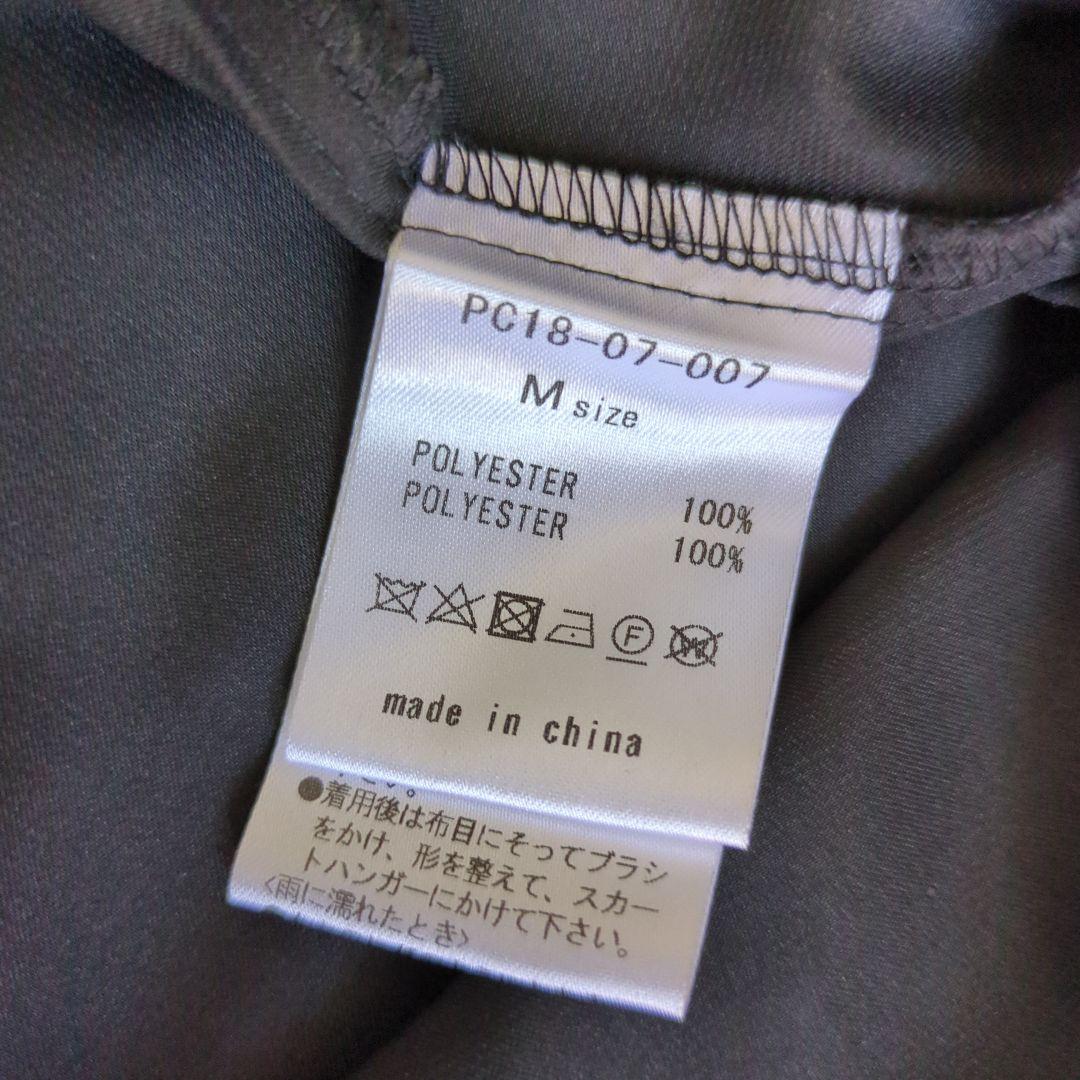 PC18-07-007
M size
POLYESTER 100%
POLYESTER 100%
F
made in china
●着用後は布目にそってブラシ
をかけ、形を整えて、スカー
トハンガーにかけて下さい。
〈雨に濡れたとき〉